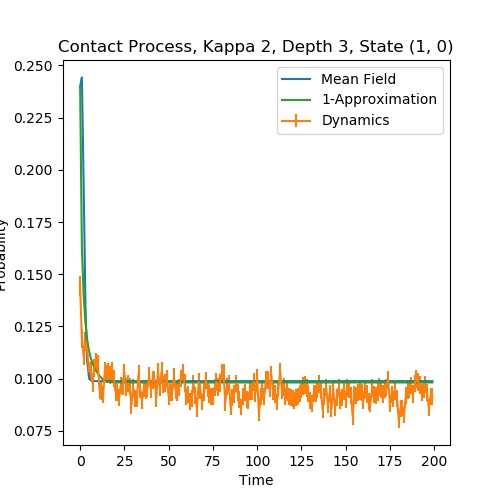 Contact Process, Kappa 2, Depth 3, State (1, 0)
0.250
0.225
0.200
0.175
0.150
0.125
0.100
0.075
Probability
Mean Field
1-Approximation
Dynamics
0 25 50 75 100 125 150 175 200
Time